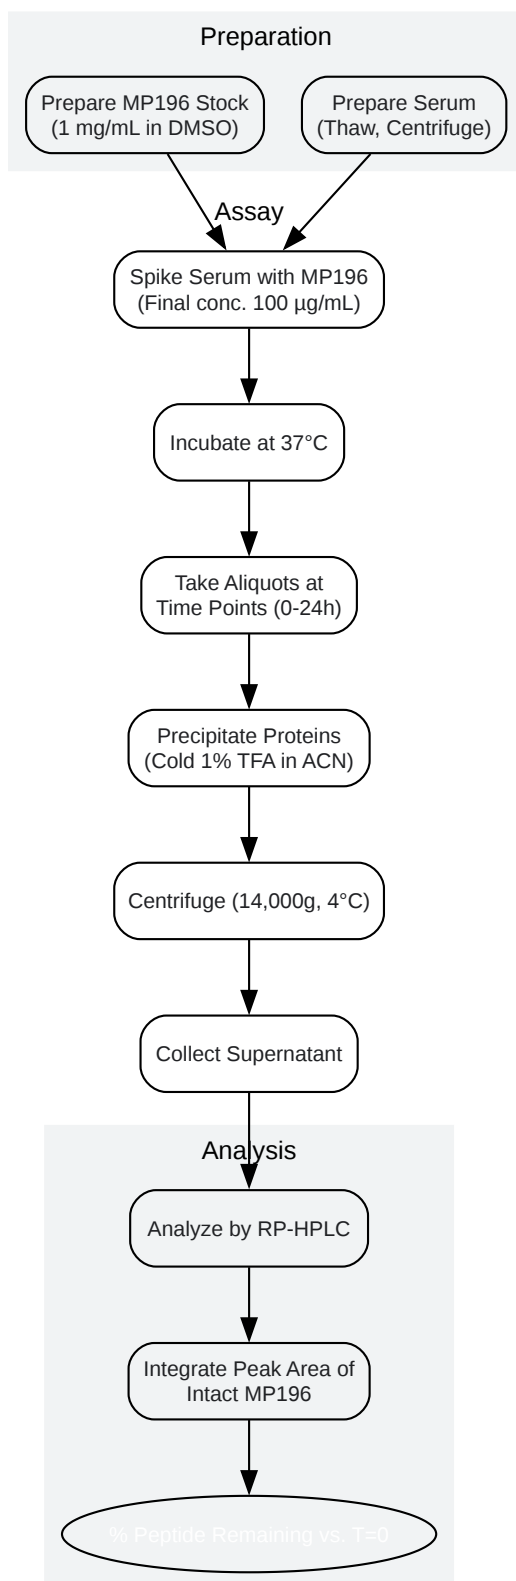 Preparation
Prepare MP196 Stock
(1 mg/mL in DMSO)
Prepare Serum
(Thaw, Centrifuge)
Assay
Spike Serum with MP196
(Final conc. 100 µg/mL)
Incubate at 37°C
Take Aliquots at
Time Points (0-24h)
Precipitate Proteins
(Cold 1% TFA in ACN)
Centrifuge (14,000g, 4°C)
Collect Supernatant
Analysis
Analyze by RP-HPLC
Integrate Peak Area of
Intact MP196
% Peptide Remaining vs. T=0